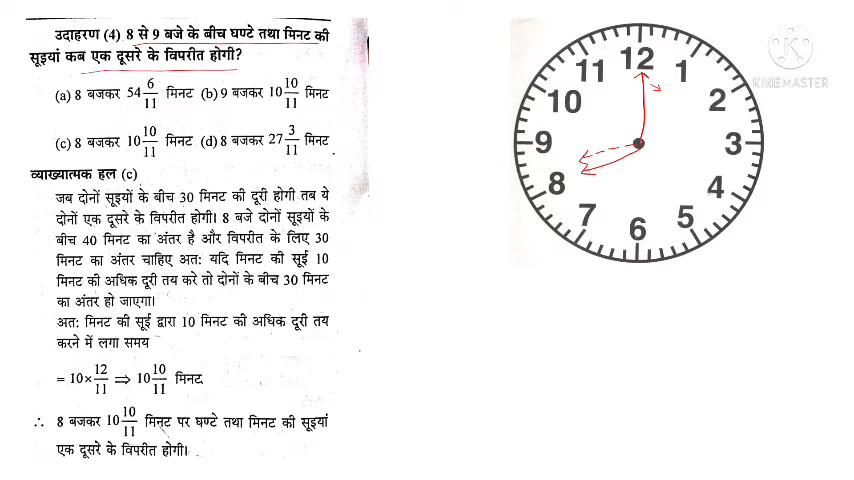 उदाहरण (4) 8 से 9 बजे के बीच घण्टे तथा मिनट की
सूइयां कब एक दूसरे के विपरीत होगी?
(a) 8 बजकर 54 6/11 मिनट (b) 9 बजकर 10 10/11 मिनट
(c) 8 बजकर 10 10/11 मिनट (d) 8 बजकर 27 3/11 मिनट
व्याख्यात्मक हल (c)
जब दोनों सूइयों के बीच 30 मिनट की दूरी होगी तब ये
दोनों एक दूसरे के विपरीत होगी। 8 बजे दोनों सूइयों के
बीच 40 मिनट का अंतर है और विपरीत के लिए 30
मिनट का अंतर चाहिए अतः यदि मिनट की सूई 10
मिनट की अधिक दूरी तय करे तो दोनों के बीच 30 मिनट
का अंतर हो जाएगा।
अतः मिनट की सूई द्वारा 10 मिनट की अधिक दूरी तय
करने में लगा समय
= 10 × 12/11 ⇒ 10 10/11 मिनट
∴ 8 बजकर 10 10/11 मिनट पर घण्टे तथा मिनट की सूइयां
एक दूसरे के विपरीत होगी।
12
1
2
3
4
5
6
7
8
9
10
11
KINEMASTER